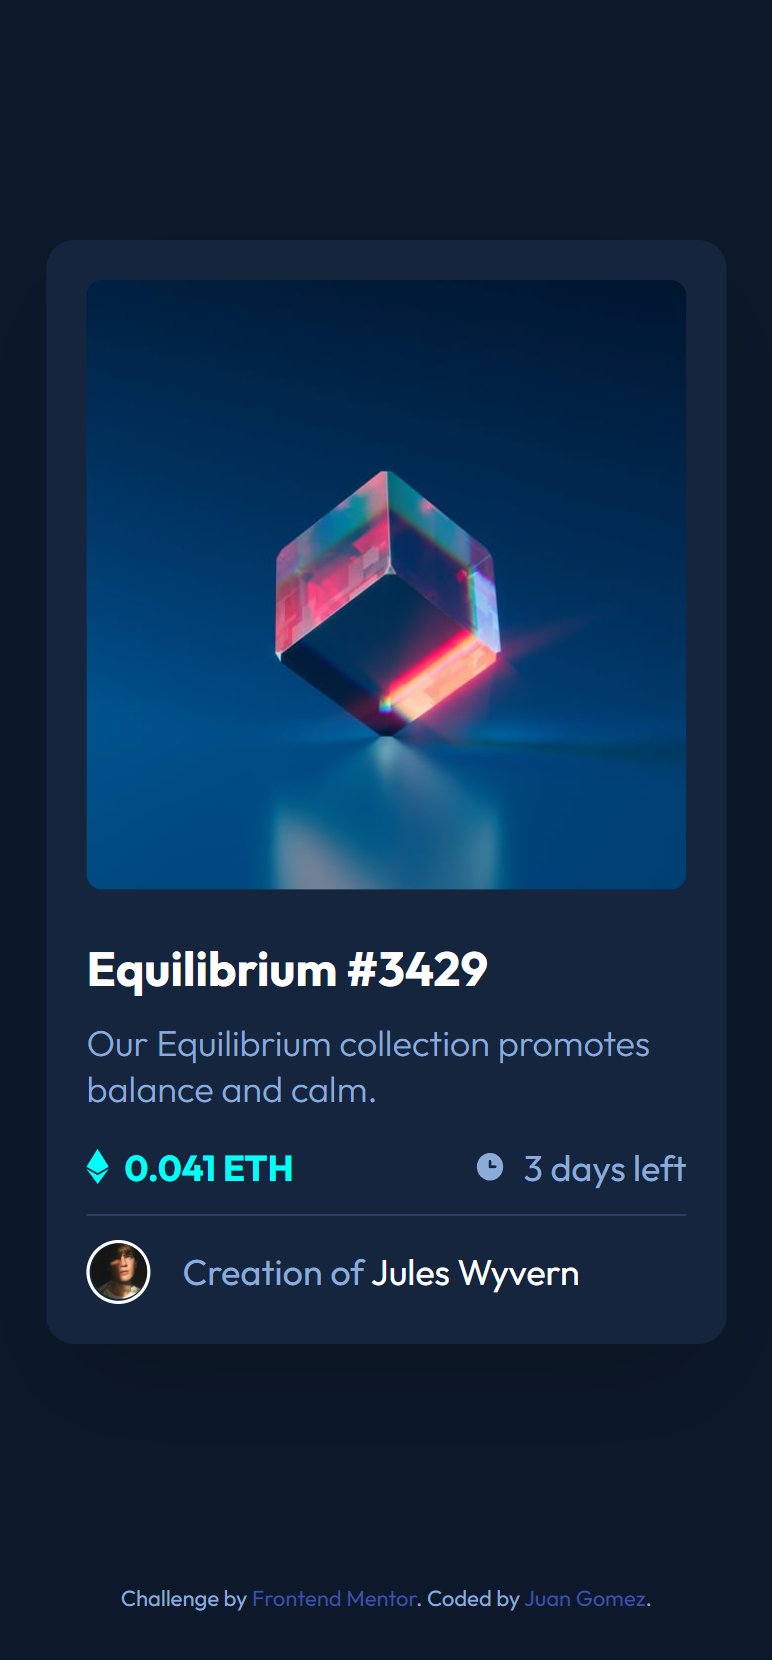 Equilibrium #3429
Our Equilibrium collection promotes
balance and calm.
0.041 ETH
3 days left
Creation of Jules Wyvern
Challenge by Frontend Mentor. Coded by Juan Gomez.